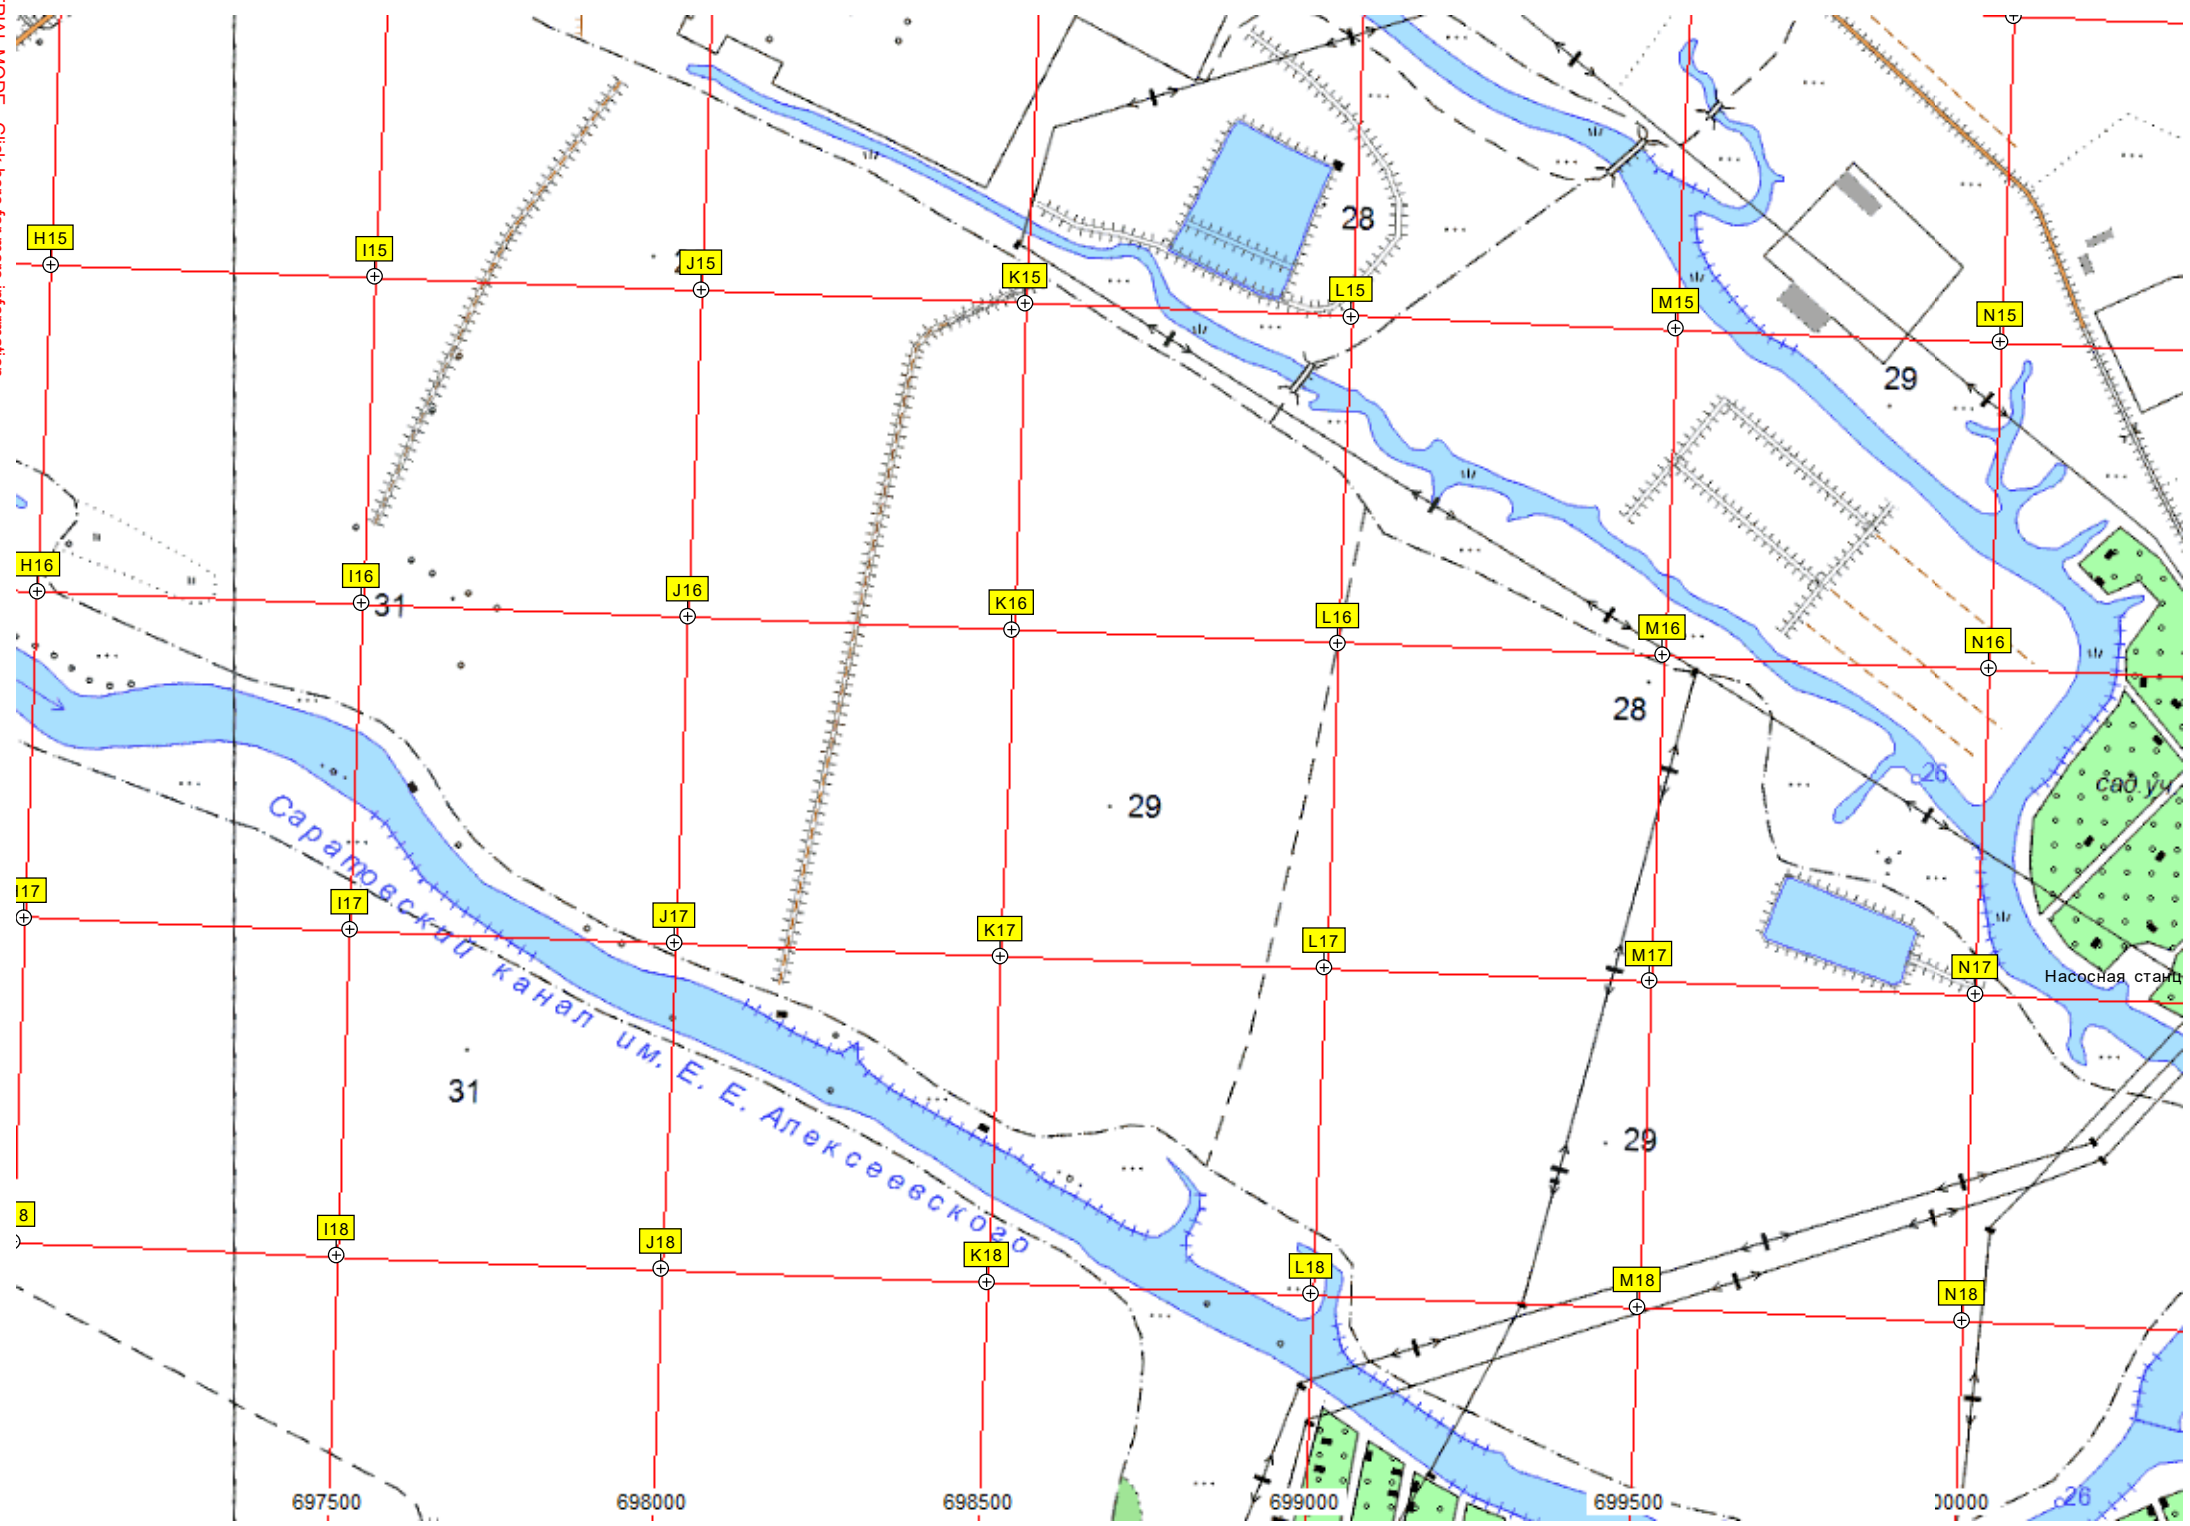 28
H15
I15
J15
K15
L15
M15
N15
29
H16
I16
31
J16
K16
L16
M16
N16
28
26
сад.уч
29
Саратовский канал им. Е. Е. Алексеевского
I17
J17
K17
L17
M17
N17
Насосная станц
31
29
I18
J18
K18
L18
M18
N18
697500
698000
698500
699000
699500
00000
26